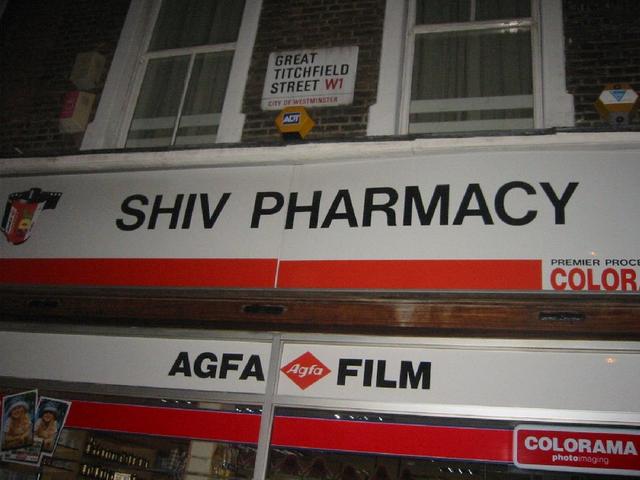 GREAT
TITCHFIELD
STREET W1
CITY OF WESTMINSTER
ADT
SHIV PHARMACY
PREMIER PROCE
COLOR
AGFA Agfa FILM
COLORAMA
photoimaging